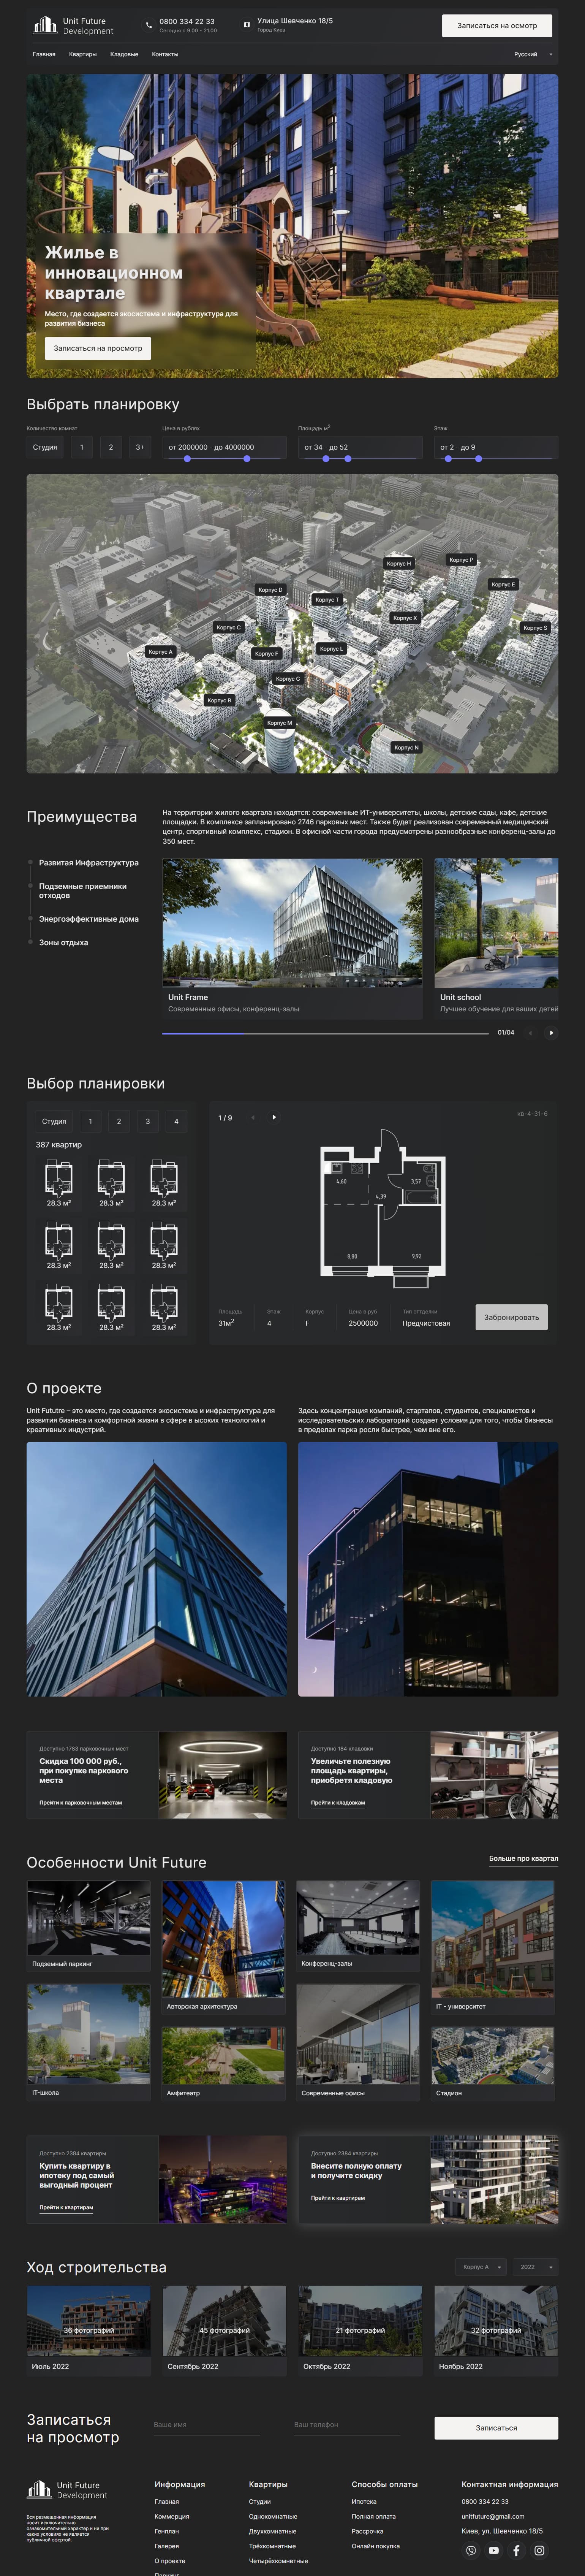 Unit Future
Development
0800 334 22 33
Сегодня с 9.00 - 21:00
Улица Шевченко 18/5
Город Киев
Записаться на осмотр
Главная
Квартиры
Кладовые
Контакты
Русский
Жилье в
инновационном
квартале
Место, где создается экосистема и инфраструктура для
развития бизнеса
Записаться на просмотр
Выбрать планировку
Количество комнат
Цена в рублях
Площадь м2
Этаж
Студия
1
2
3+
от 2000000 - до 4000000
от 34 - до 52
от 2 - до 9
Корпус P
Корпус H
Корпус E
Корпус D
Корпус T
Корпус X
Корпус C
Корпус S
Корпус A
Корпус F
Корпус L
Корпус G
Корпус B
Корпус M
Корпус N
Преимущества
На территории жилого квартала находятся: современные ИТ-университеты, школы, детские сады, кафе, детские
площадки. В комплексе запланировано 2746 парковых мест. Также будет реализован современный медицинский
центр, спортивный комплекс, стадион. В офисной части города предусмотрены разнообразные конференц-залы до
350 мест.
Развитая Инфраструктура
Подземные приемники
отходов
Энергоэффективные дома
Зоны отдыха
Unit Frame
Современные офисы, конференц-залы
Unit school
Лучшее обучение для ваших детей
01/04
Выбор планировки
Студия
1
2
3
4
387 квартир
28.3 м²
28.3 м²
28.3 м²
28.3 м²
28.3 м²
28.3 м²
28.3 м²
28.3 м²
28.3 м²
1 / 9
кв-4-31-6
4,60
3,57
4,39
8,80
9,92
Площадь
31м2
Этаж
4
Корпус
F
Цена в руб
2500000
Тип отделки
Предчистовая
Забронировать
О проекте
Unit Fututre – это место, где создается экосистема и инфраструктура для
развития бизнеса и комфортной жизни в сфере в осоких технологий и
креативных индустрий.
Здесь концентрация компаний, стартапов, студентов, специалистов и
исследовательских лабораторий создает условия для того, чтобы бизнесы
в пределах парка росли быстрее, чем вне его.
Доступно 1783 парковочных мест
Скидка 100 000 руб.,
при покупке паркового
места
Прейти к парковочным местам
Доступно 184 кладовки
Увеличьте полезную
площадь квартиры,
приобретя кладовую
Прейти к кладовкам
Особенности Unit Future
Больше про квартал
Подземный паркинг
Авторская архитектура
Конференц-залы
IT - университет
IT-школа
Амфитеатр
Современные офисы
Стадион
Доступно 2384 квартиры
Купить квартиру в
ипотеку под самый
выгодный процент
Прейти к квартирам
Доступно 2384 квартиры
Внесите полную оплату
и получите скидку
Прейти к квартирам
Ход строительства
Корпус A
2022
36 фотографий
45 фотографий
21 фотографий
32 фотографий
Июль 2022
Сентябрь 2022
Октябрь 2022
Ноябрь 2022
Записаться
на просмотр
Ваше имя
Ваш телефон
Записаться
Unit Future
Development
Вся размещенная информация
носит исключительно
ознакомительный характер и ни при
каких условиях не является
публичной офертой.
Информация
Главная
Коммерция
Генплан
Галерея
О проекте
Квартиры
Студии
Однокомнатные
Двухкомнатные
Трёхкомнатные
Четырёхкомнатные
Способы оплаты
Ипотека
Полная оплата
Рассрочка
Онлайн покупка
Контактная информация
0800 334 22 33
unitfuture@gmail.com
Киев, ул. Шевченко 18/5